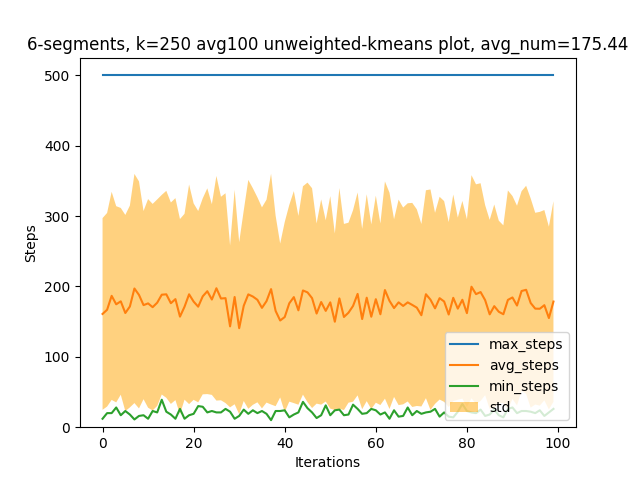 6-segments, k=250 avg100 unweighted-kmeans plot, avg_num=175.44
500
400
300
200
100
0
Steps
max_steps
avg_steps
min_steps
std
0 20 40 60 80 100
Iterations